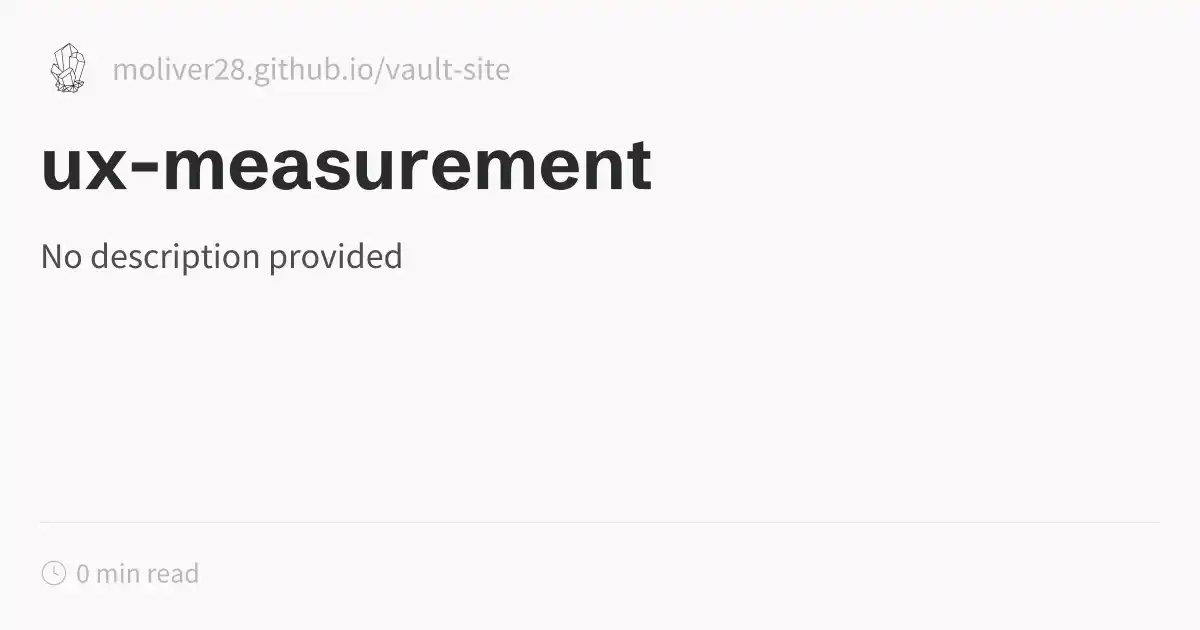 moliver28.github.io/vault-site
ux-measurement
No description provided
0 min read